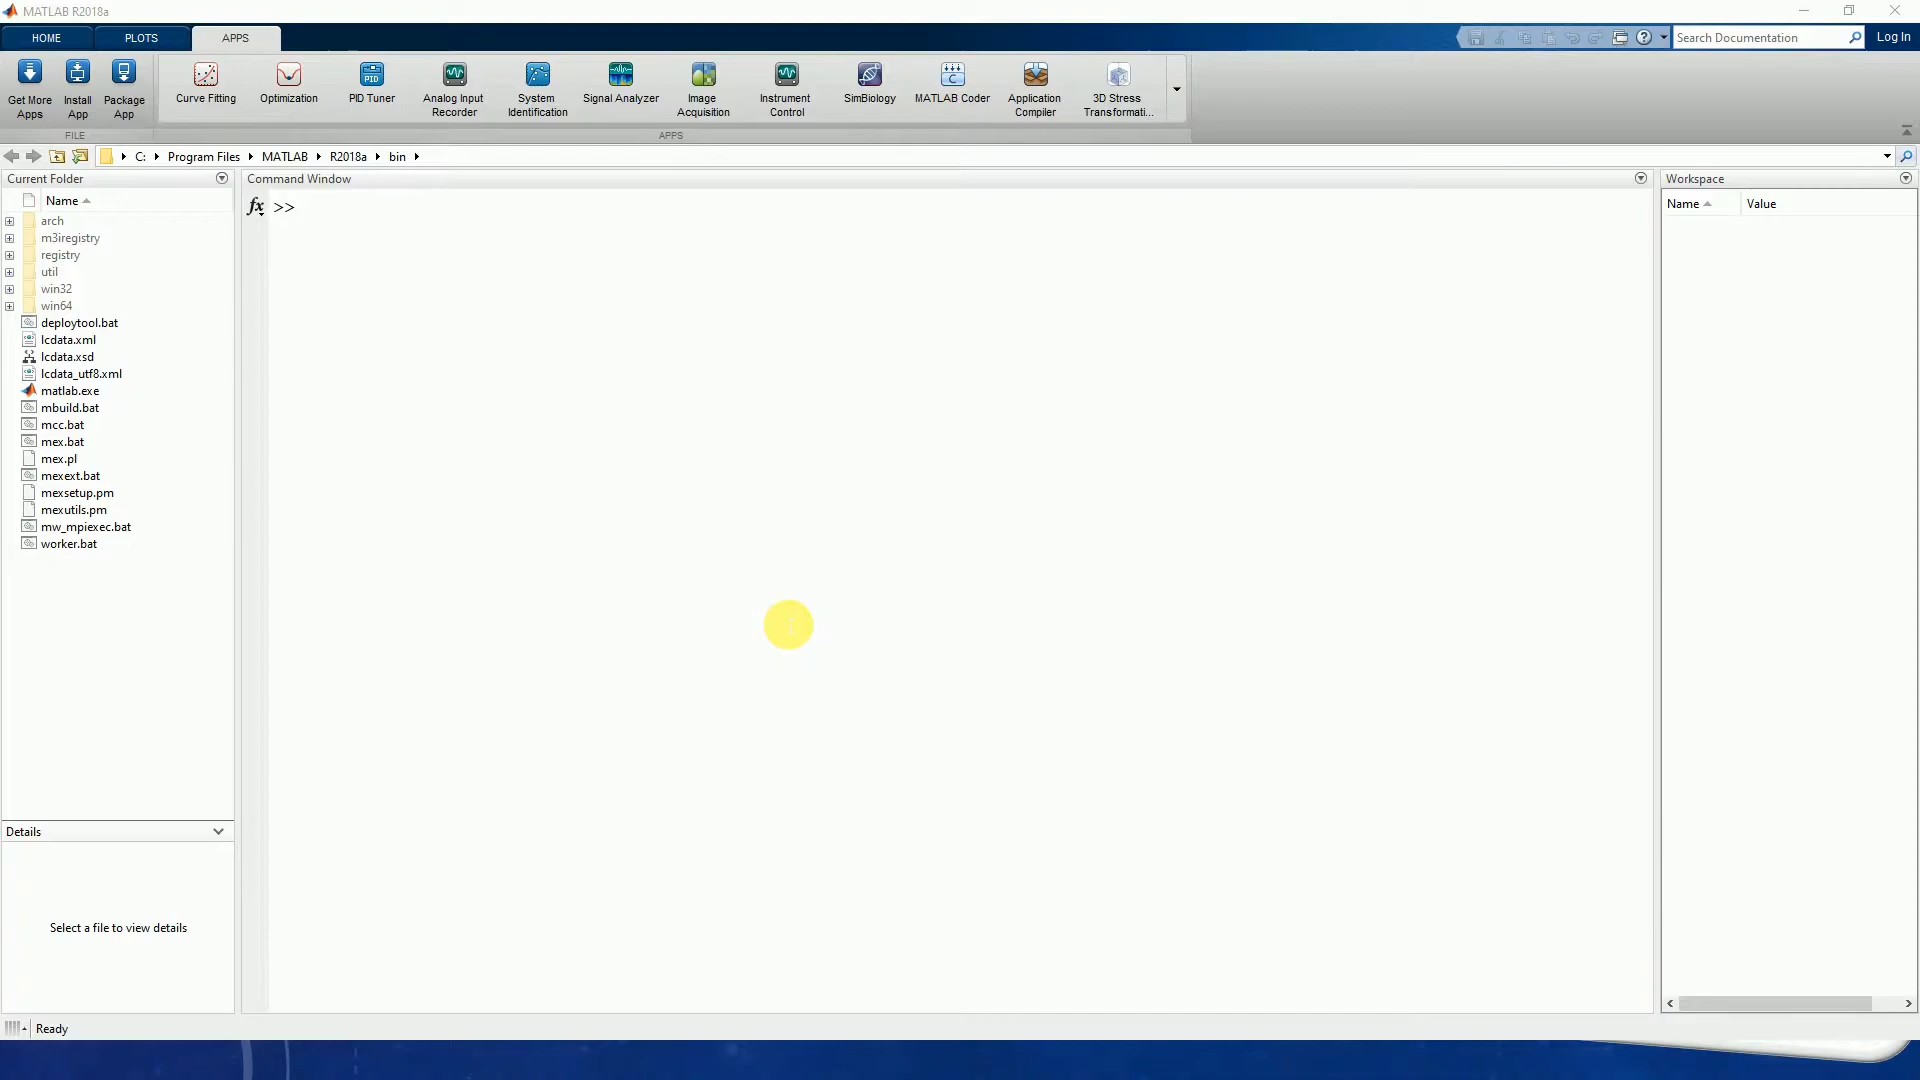 MATLAB R2018a
HOME
PLOTS
APPS
Search Documentation
Log In
Get More Apps
Install App
Package App
Curve Fitting
Optimization
PID
PID Tuner
Analog Input Recorder
System Identification
Signal Analyzer
Image Acquisition
Instrument Control
SimBiology
C
MATLAB Coder
Application Compiler
3D Stress Transformati...
FILE
APPS
C: Program Files MATLAB R2018a bin
Current Folder
Name
arch
m3iregistry
registry
util
win32
win64
deploytool.bat
lcdata.xml
lcdata.xsd
lcdata_utf8.xml
matlab.exe
mbuild.bat
mcc.bat
mex.bat
mex.pl
mexext.bat
mexsetup.pm
mexutils.pm
mw_mpiexec.bat
worker.bat
Details
Select a file to view details
Command Window
fx >>
Workspace
Name Value
Ready